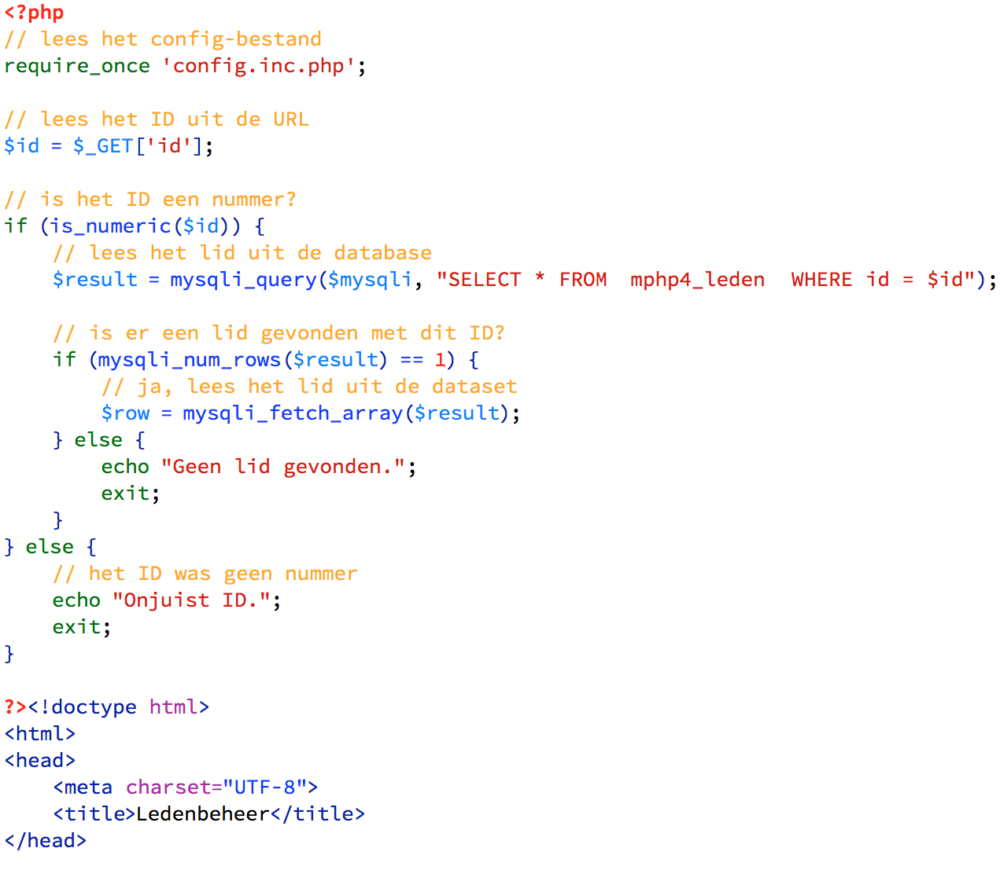 <?php
// lees het config-bestand
require_once 'config.inc.php';
// lees het ID uit de URL
$id = $_GET['id'];
// is het ID een nummer?
if (is_numeric($id)) {
    // lees het lid uit de database
    $result = mysqli_query($mysqli, "SELECT * FROM  mphp4_leden  WHERE id = $id");
    // is er een lid gevonden met dit ID?
    if (mysqli_num_rows($result) == 1) {
        // ja, lees het lid uit de dataset
        $row = mysqli_fetch_array($result);
    } else {
        echo "Geen lid gevonden.";
        exit;
    }
} else {
    // het ID was geen nummer
    echo "Onjuist ID.";
    exit;
}
?><!doctype html>
<html>
<head>
    <meta charset="UTF-8">
    <title>Ledenbeheer</title>
</head>